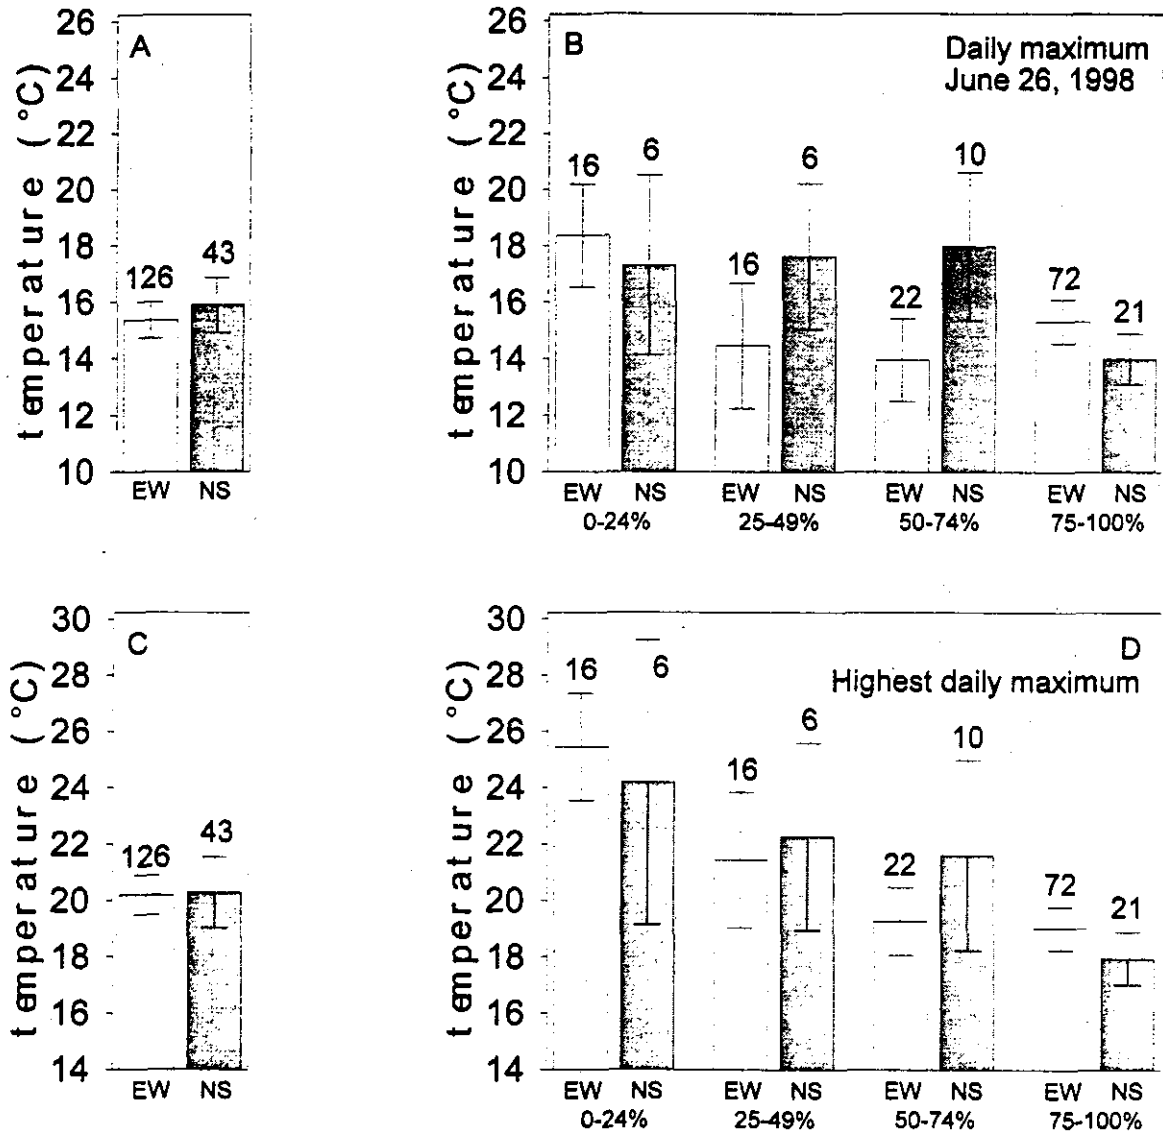 temperature (°C)
26
24
22
20
18
16
14
12
10
A
126
43
EW NS
temperature (°C)
26
24
22
20
18
16
14
12
10
B
Daily maximum
June 26, 1998
16 6 16 6 22 10 72 21
EW NS EW NS EW NS EW NS
0-24% 25-49% 50-74% 75-100%
temperature (°C)
30
28
26
24
22
20
18
16
14
C
126
43
EW NS
temperature (°C)
30
28
26
24
22
20
18
16
14
D
Highest daily maximum
16 6 16 6 22 10 72 21
EW NS EW NS EW NS EW NS
0-24% 25-49% 50-74% 75-100%